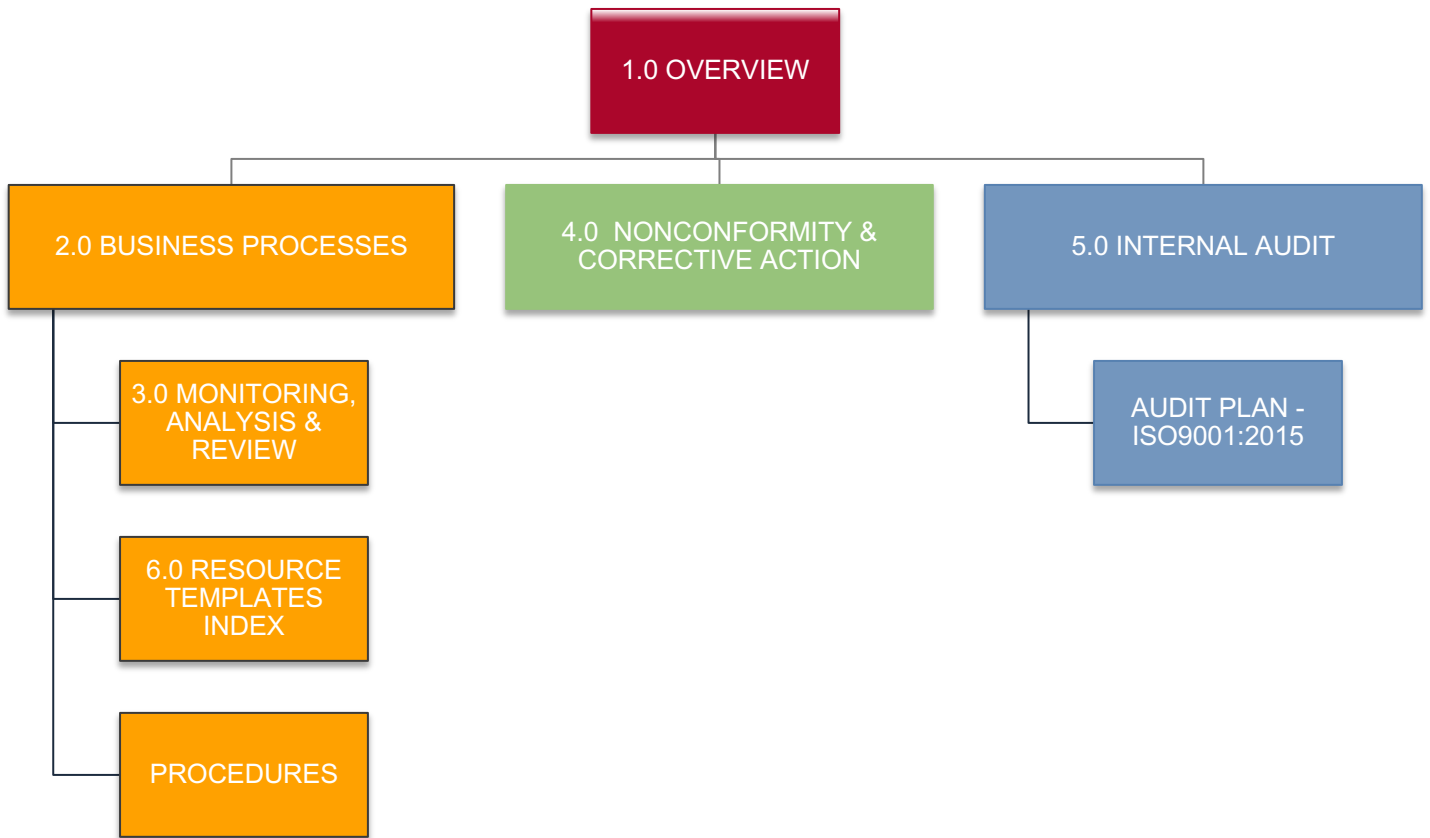 1.0 OVERVIEW
2.0 BUSINESS PROCESSES
4.0  NONCONFORMITY &
CORRECTIVE ACTION
5.0 INTERNAL AUDIT
3.0 MONITORING,
ANALYSIS &
REVIEW
AUDIT PLAN -
ISO9001:2015
6.0 RESOURCE
TEMPLATES
INDEX
PROCEDURES